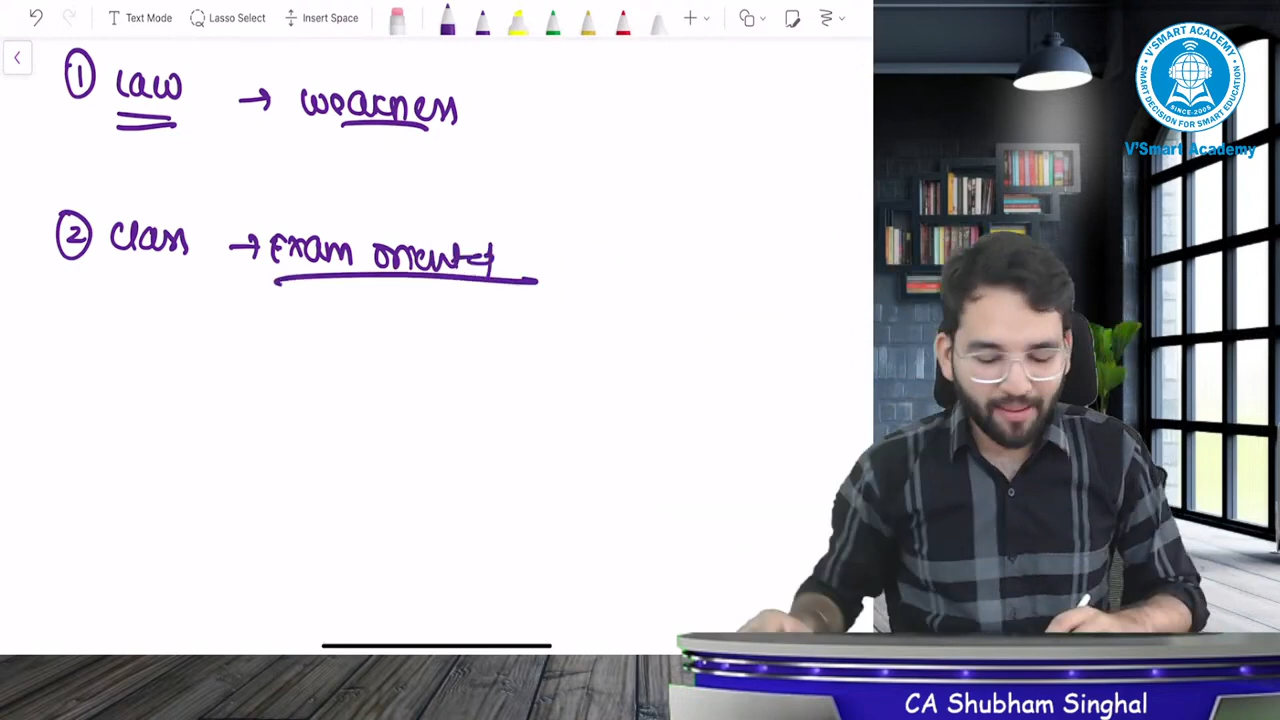 Text Mode Lasso Select Insert Space
① Law → weakness
② Class → Exam oriented
V'SMART ACADEMY
SMART DECISION FOR SMART EDUCATION
SINCE-2005
V'Smart Academy
CA Shubham Singhal